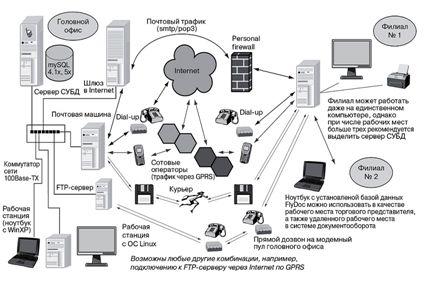 Головной
офис
mySQL
4.1x, 5x
Сервер СУБД
Шлюз
в Internet
Почтовый трафик
(smtp/pop3)
Internet
Personal
firewall
Филиал
№ 1
Филиал может работать
даже на единственном
компьютере, однако
при числе рабочих мест
больше трех рекомендуется
выделить сервер СУБД
Почтовая машина
Dial-up
Dial-up
Сотовые
операторы
(трафик через GPRS)
Коммутатор
сети
100Base-TX
FTP-сервер
Курьер
Филиал
№ 2
Ноутбук с установленой базой данных
FlyDoc можно использовать в качестве
рабочего места торгового представителя,
а также удаленного рабочего места
в системе документооборота
Рабочая
станция
(ноутбук
с WinXP)
Рабочая
станция
с ОС Linux
Прямой дозвон на модемный
пул головного офиса
Возможны любые другие комбинации, например,
подключению к FTP-серверу через Internet по GPRS